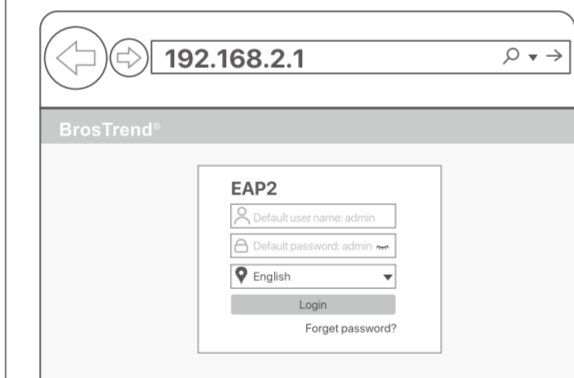 192.168.2.1
BrosTrend®
EAP2
Default user name: admin
Default password: admin
English
Login
Forget password?